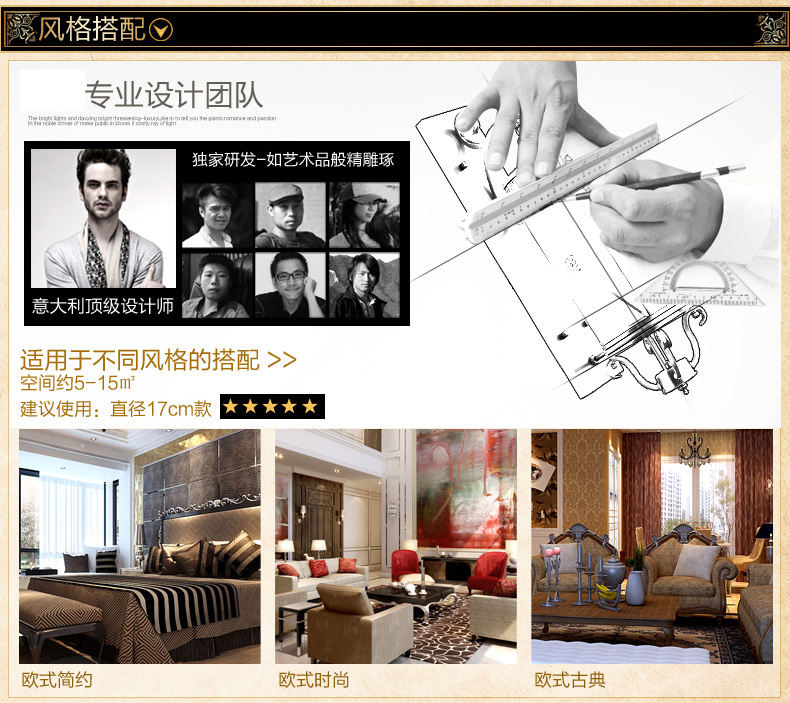 风格搭配
专业设计团队
The bright lights and daxxing bright threatening-luxuryLike in to tell you the giants romance and passion
In the noble dinner of make public in bloom it costly ray of light
独家研发-如艺术品般精雕琢
意大利顶级设计师
适用于不同风格的搭配 >>
空间约5-15㎡
建议使用：直径17cm款
欧式简约
欧式时尚
欧式古典